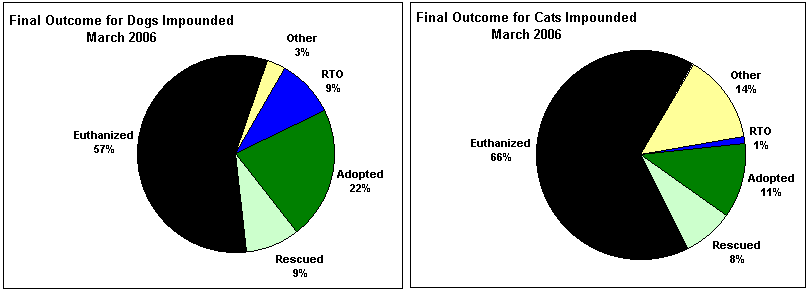 Final Outcome for Dogs Impounded
March 2006
Other
3%
RTO
9%
Euthanized
57%
Adopted
22%
Rescued
9%
Final Outcome for Cats Impounded
March 2006
Other
14%
RTO
1%
Euthanized
66%
Adopted
11%
Rescued
8%